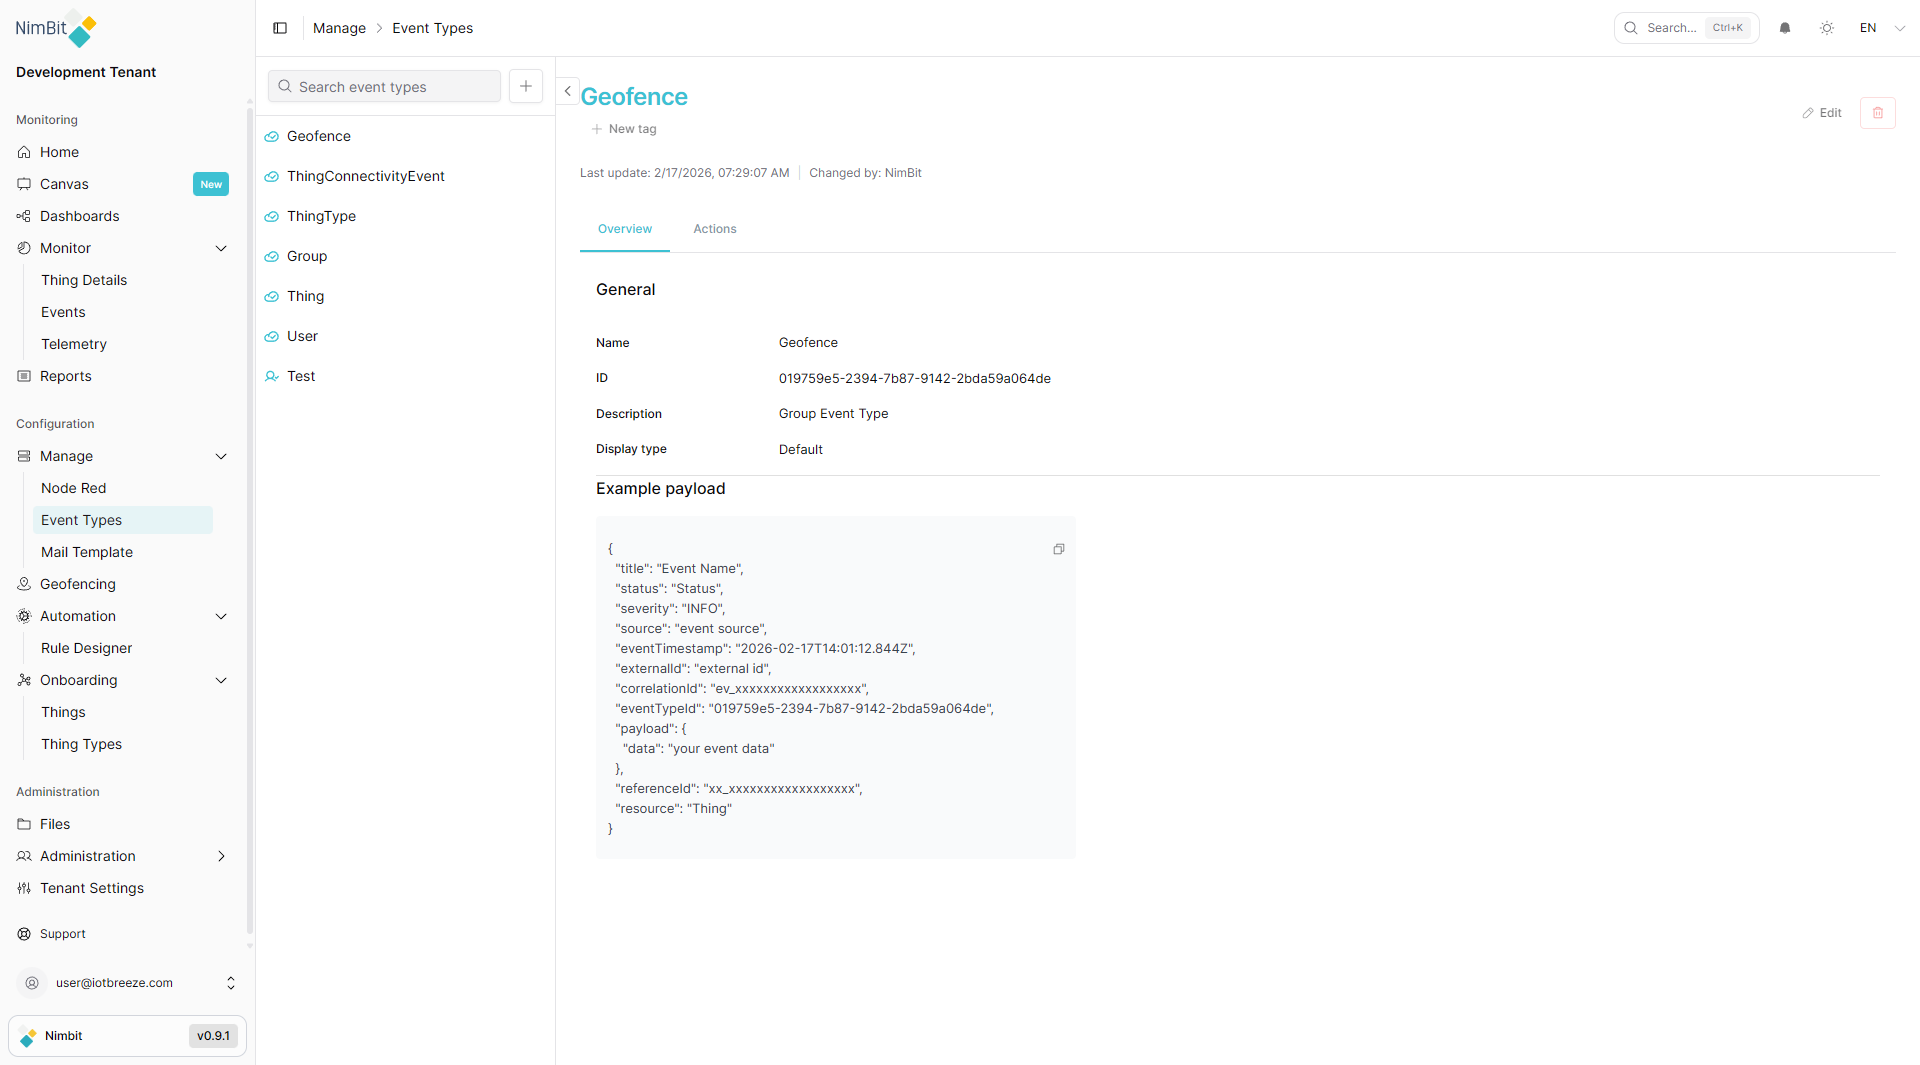 NimBit
Development Tenant
Monitoring
Home
Canvas
New
Dashboards
Monitor
Thing Details
Events
Telemetry
Reports
Configuration
Manage
Node Red
Event Types
Mail Template
Geofencing
Automation
Rule Designer
Onboarding
Things
Thing Types
Administration
Files
Administration
Tenant Settings
Support
user@iotbreeze.com
Nimbit
v0.9.1
Manage > Event Types
Search...
Ctrl+K
EN
Search event types
Geofence
ThingConnectivityEvent
ThingType
Group
Thing
User
Test
Geofence
New tag
Edit
Last update: 2/17/2026, 07:29:07 AM
Changed by: NimBit
Overview
Actions
General
Name
Geofence
ID
019759e5-2394-7b87-9142-2bda59a064de
Description
Group Event Type
Display type
Default
Example payload
{
"title": "Event Name",
"status": "Status",
"severity": "INFO",
"source": "event source",
"eventTimestamp": "2026-02-17T14:01:12.844Z",
"externalId": "external id",
"correlationId": "ev_xxxxxxxxxxxxxxxxxx",
"eventTypeId": "019759e5-2394-7b87-9142-2bda59a064de",
"payload": {
"data": "your event data"
},
"referenceId": "xx_xxxxxxxxxxxxxxxxxx",
"resource": "Thing"
}